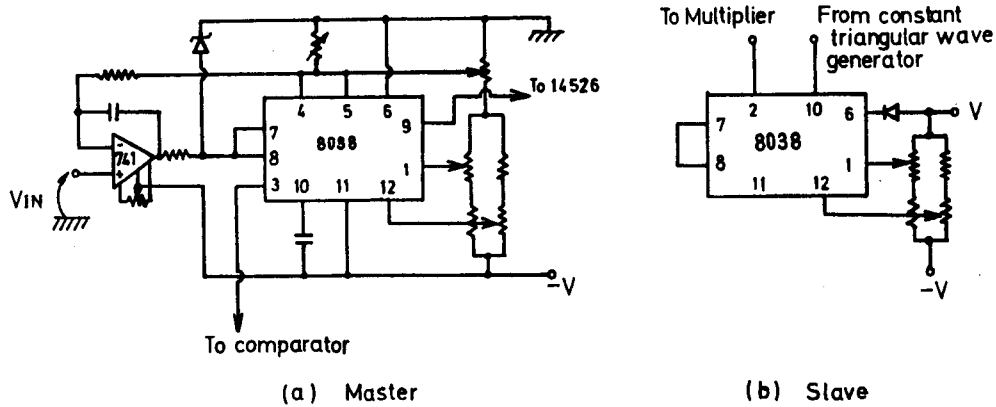 To Multiplier
From constant
triangular wave
generator
To 14526
4
5
6
9
7
8088
8
1
3
10
11
12
741
-
+
VIN
-V
To comparator
2
10
6
V
7
8038
8
1
11
12
-V
(a) Master
(b) Slave